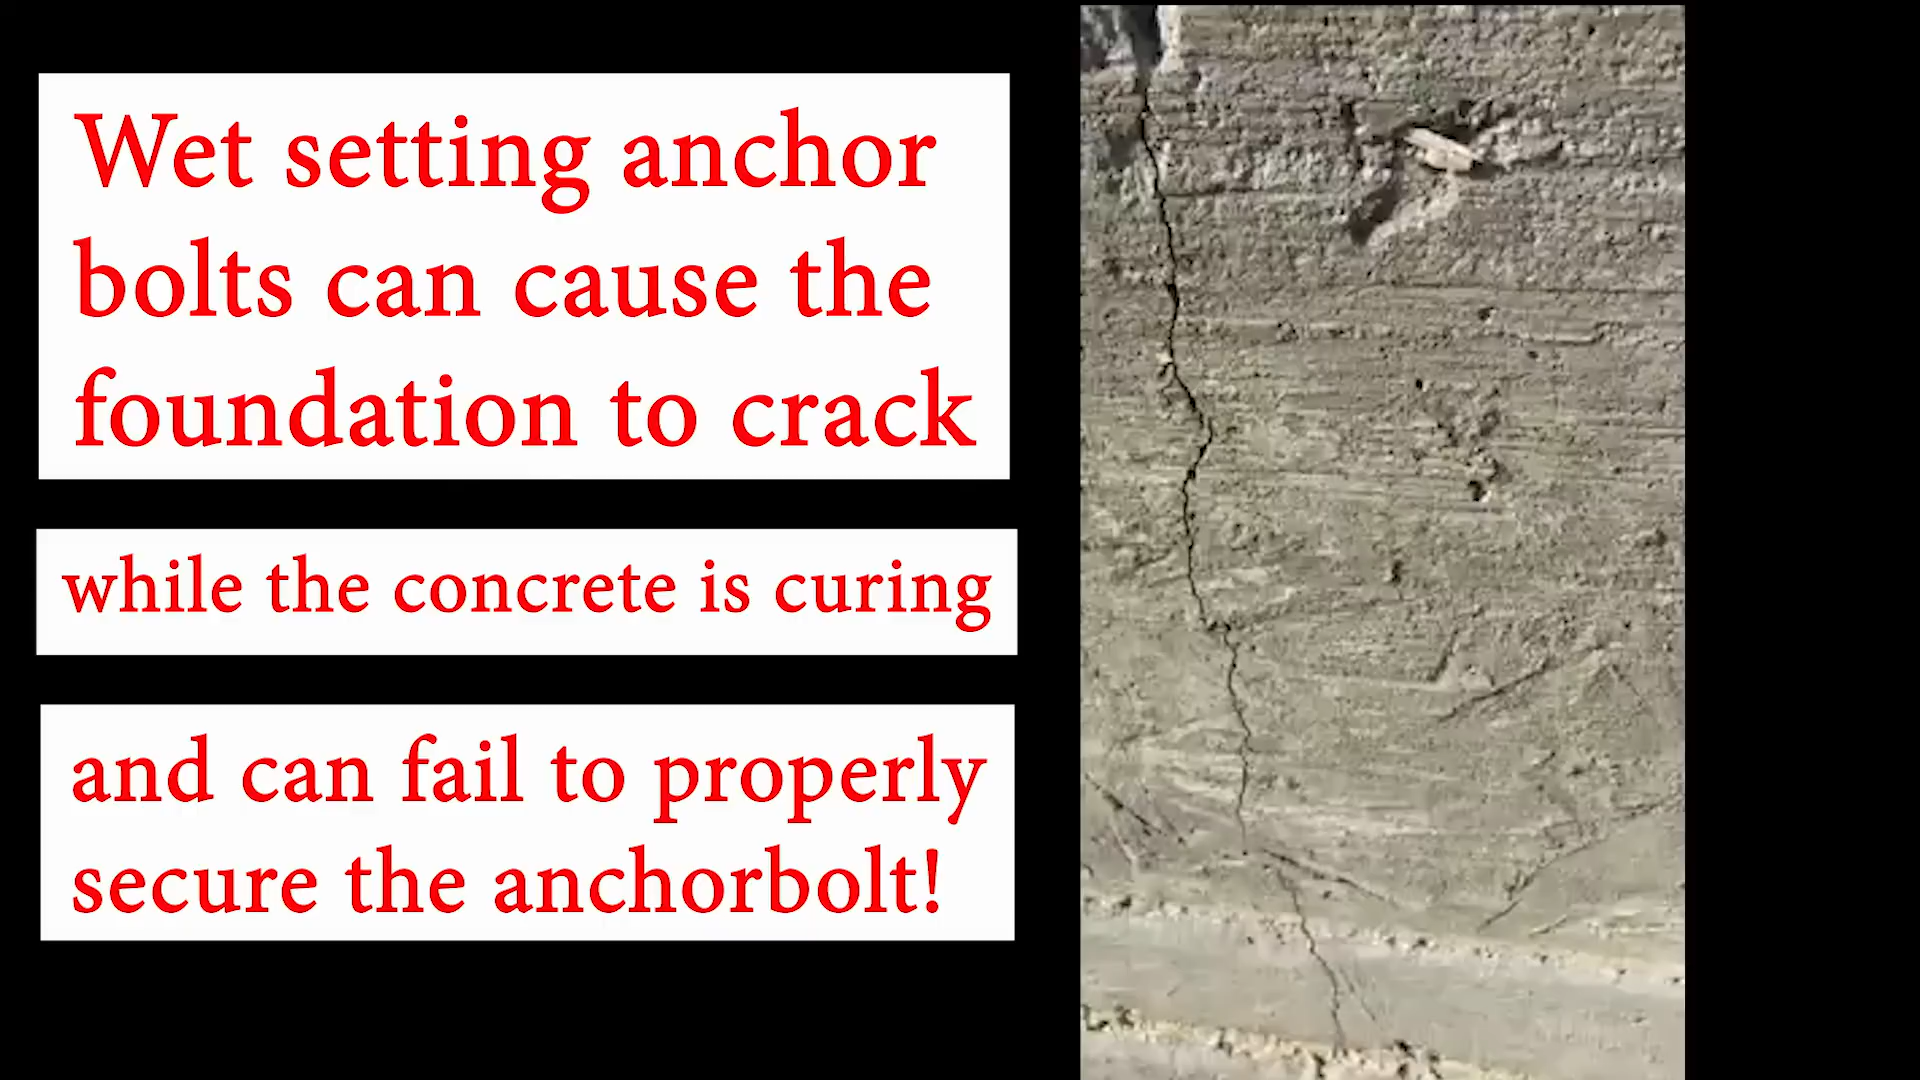 Wet setting anchor
bolts can cause the
foundation to crack
while the concrete is curing
and can fail to properly
secure the anchorbolt!